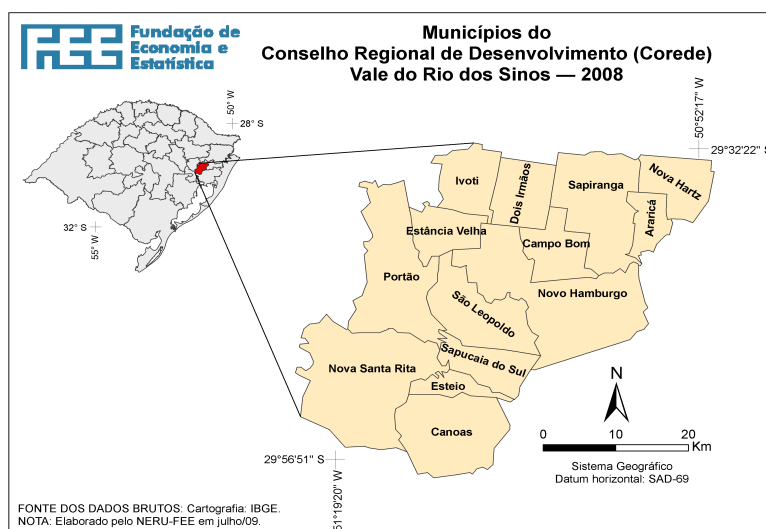 FEE
Fundação de
Economia e
Estatística
Municípios do
Conselho Regional de Desenvolvimento (Corede)
Vale do Rio dos Sinos — 2008
50° W
28° S
32° S
55° W
50°52'17" W
29°32'22" S
Ivoti
Dois Irmãos
Sapiranga
Nova Hartz
Araricá
Estância Velha
Campo Bom
Portão
Novo Hamburgo
São Leopoldo
Sapucaia do Sul
Nova Santa Rita
Esteio
Canoas
N
0 10 20
Km
Sistema Geográfico
Datum horizontal: SAD-69
29°56'51" S
51°19'20" W
FONTE DOS DADOS BRUTOS: Cartografia: IBGE.
NOTA: Elaborado pelo NERU-FEE em julho/09.